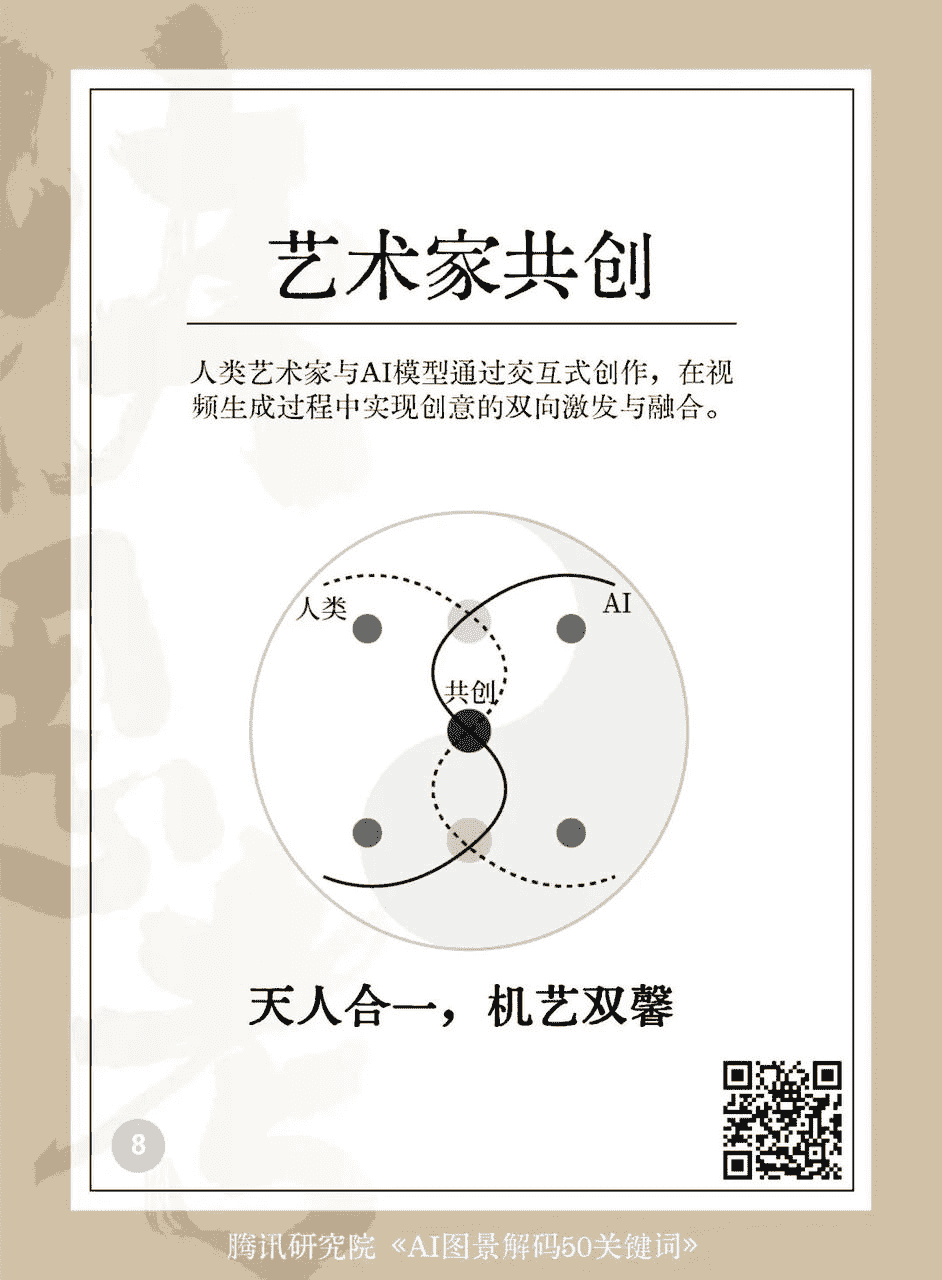 艺术家共创
人类艺术家与AI模型通过交互式创作，在视
频生成过程中实现创意的双向激发与融合。
人类
AI
共创
天人合一，机艺双馨
8
腾讯研究院《AI图景解码50关键词》